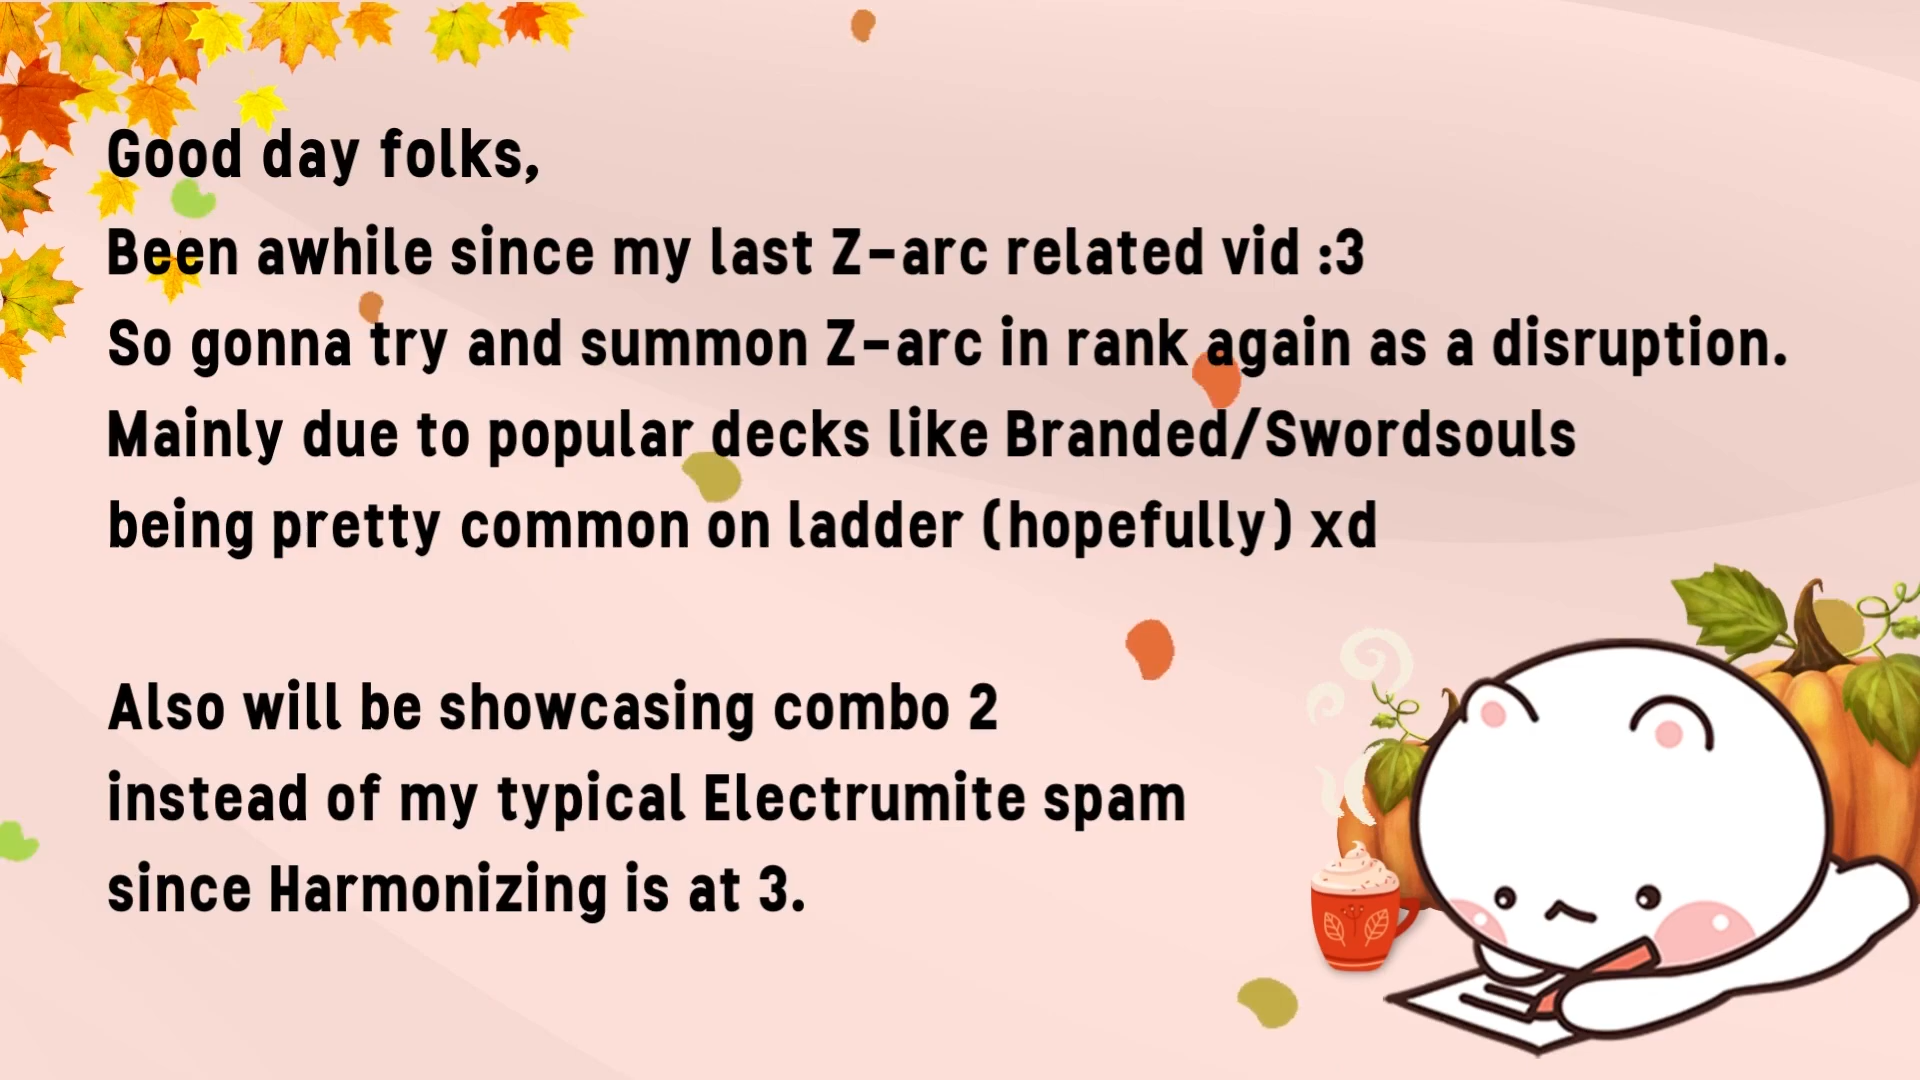 Good day folks,
Been awhile since my last Z-arc related vid :3
So gonna try and summon Z-arc in rank again as a disruption.
Mainly due to popular decks like Branded/Swordsouls
being pretty common on ladder (hopefully) xd
Also will be showcasing combo 2
instead of my typical Electrumite spam
since Harmonizing is at 3.